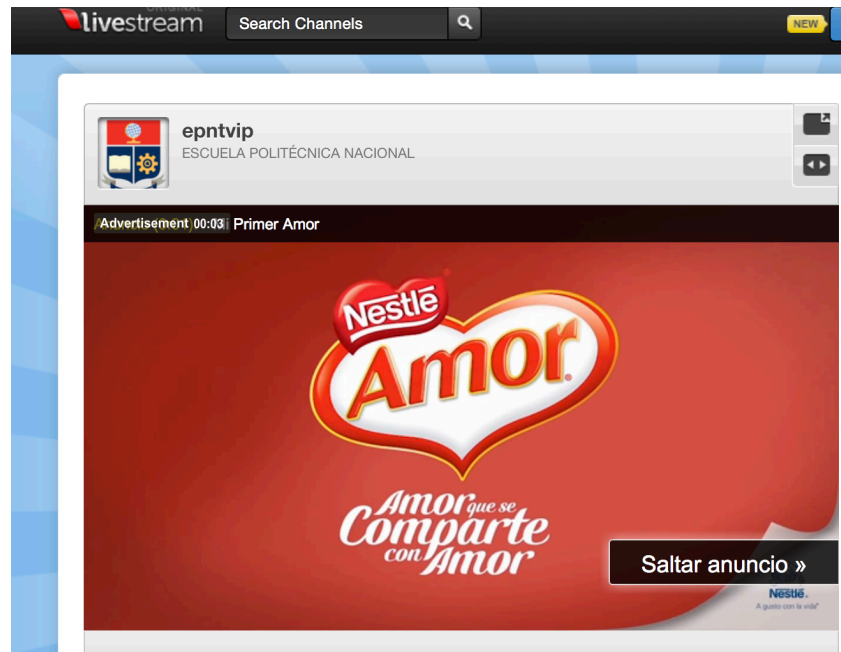 livestream
Search Channels
NEW
epntvip
ESCUELA POLITÉCNICA NACIONAL
Advertisement 00:03
Primer Amor
Nestlé
Amor®
Amor que se
Comparte
con Amor
Saltar anuncio »
Nestlé.
A gusto con la vida